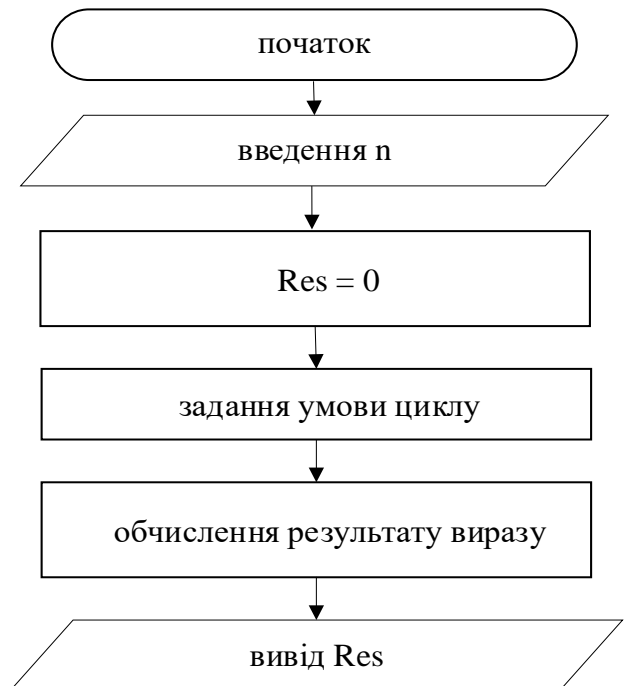 початок
введення n
Res = 0
задання умови циклу
обчислення результату виразу
вивід Res